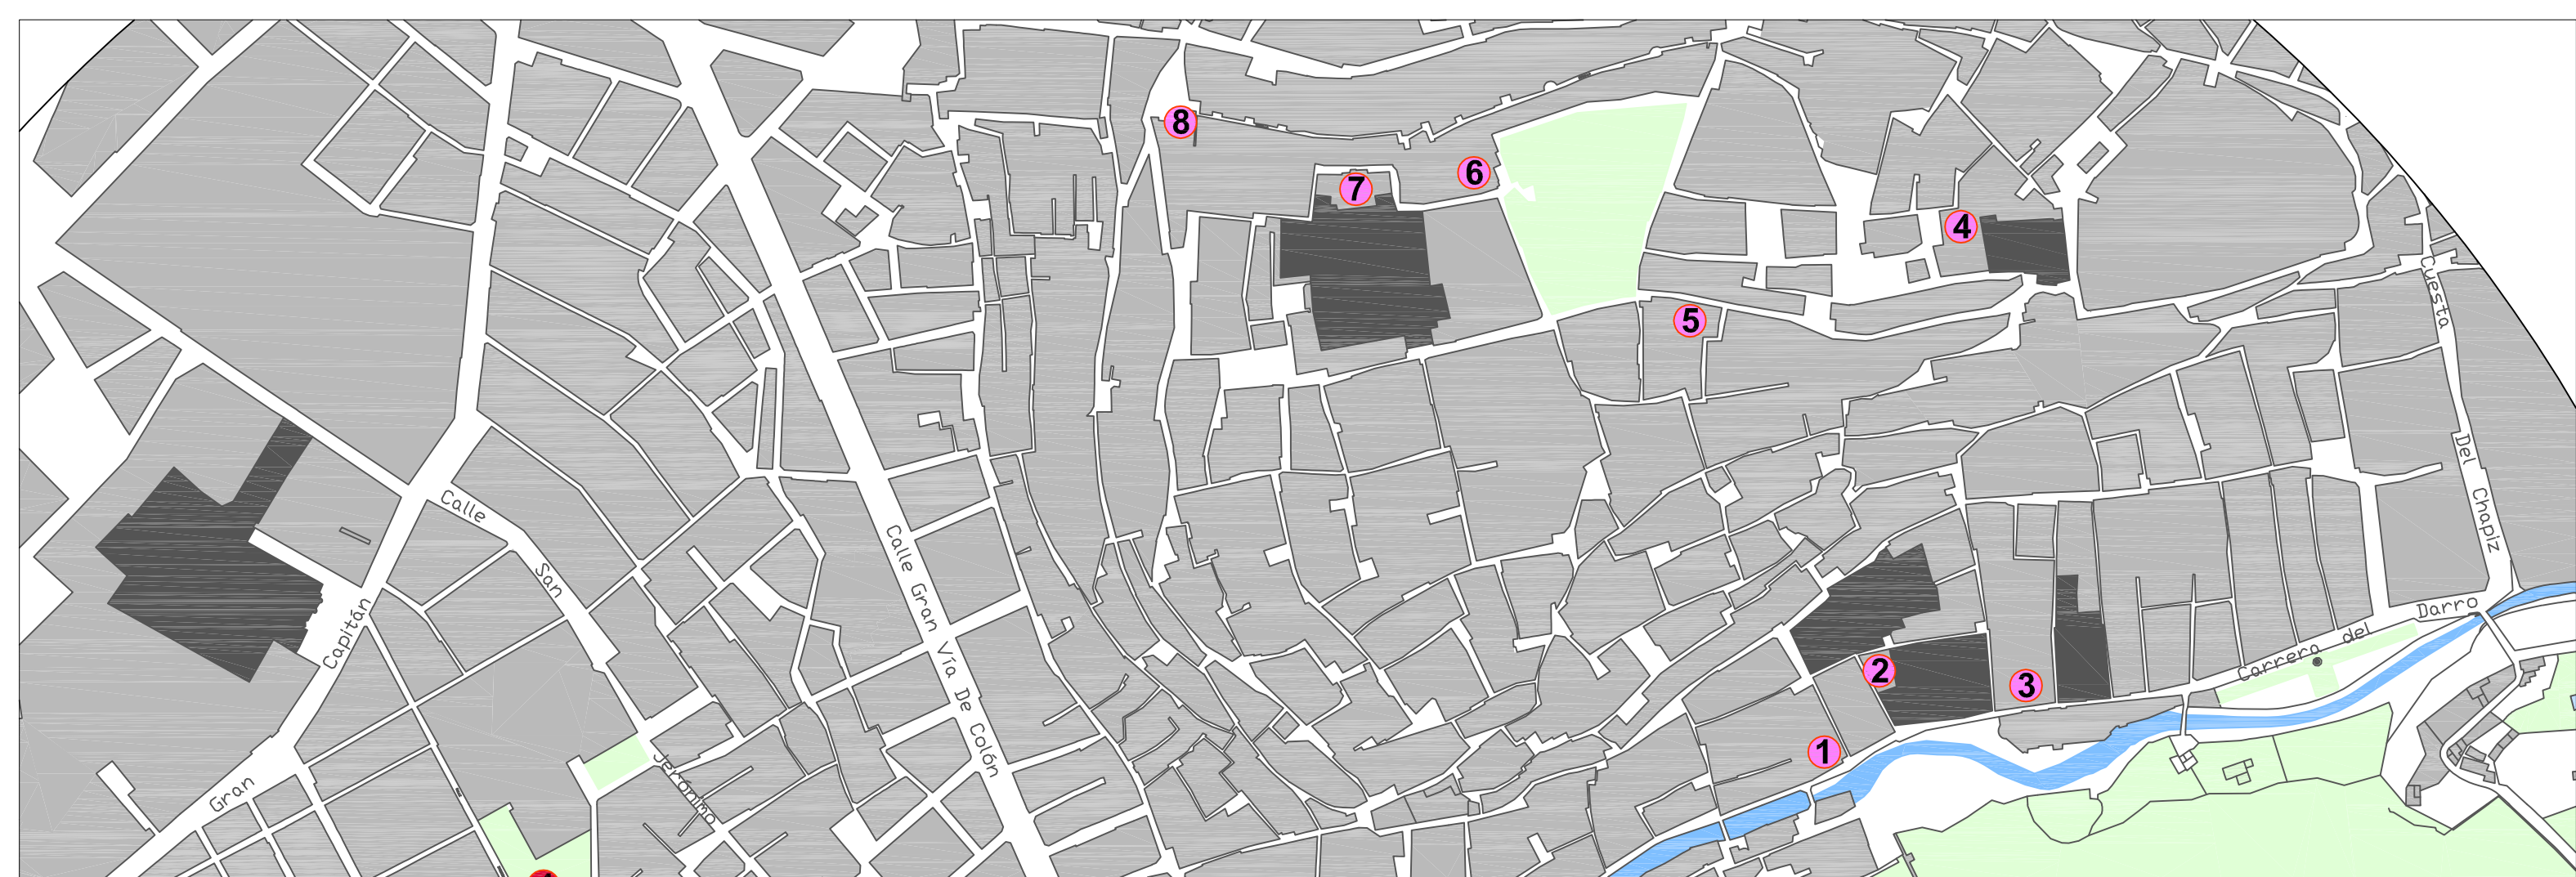 8
6
7
4
5
Cuesta
Del
Chapiz
Calle
San
Jerónimo
Calle Gran Vía De Colón
Gran
Capitán
Carrera del Darro
2
3
1